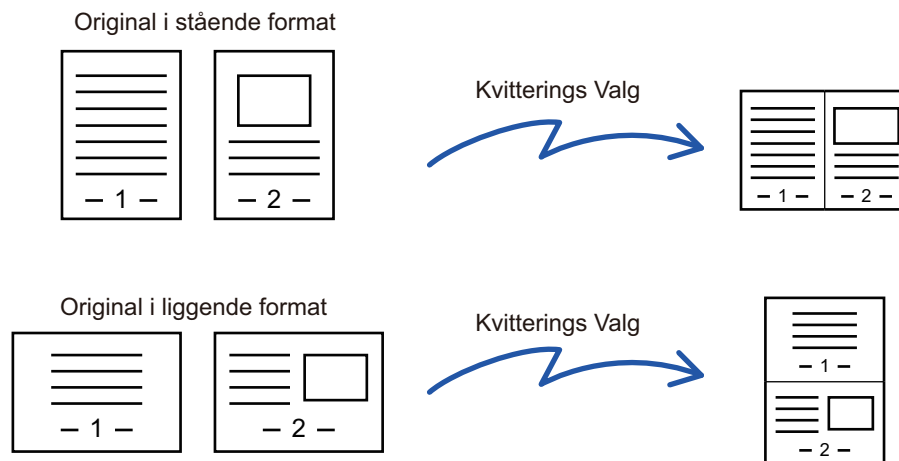 Original i stående format
Kvitterings Valg
– 1 –
– 2 –
– 1 –
– 2 –
Original i liggende format
Kvitterings Valg
– 1 –
– 2 –
– 1 –
– 2 –